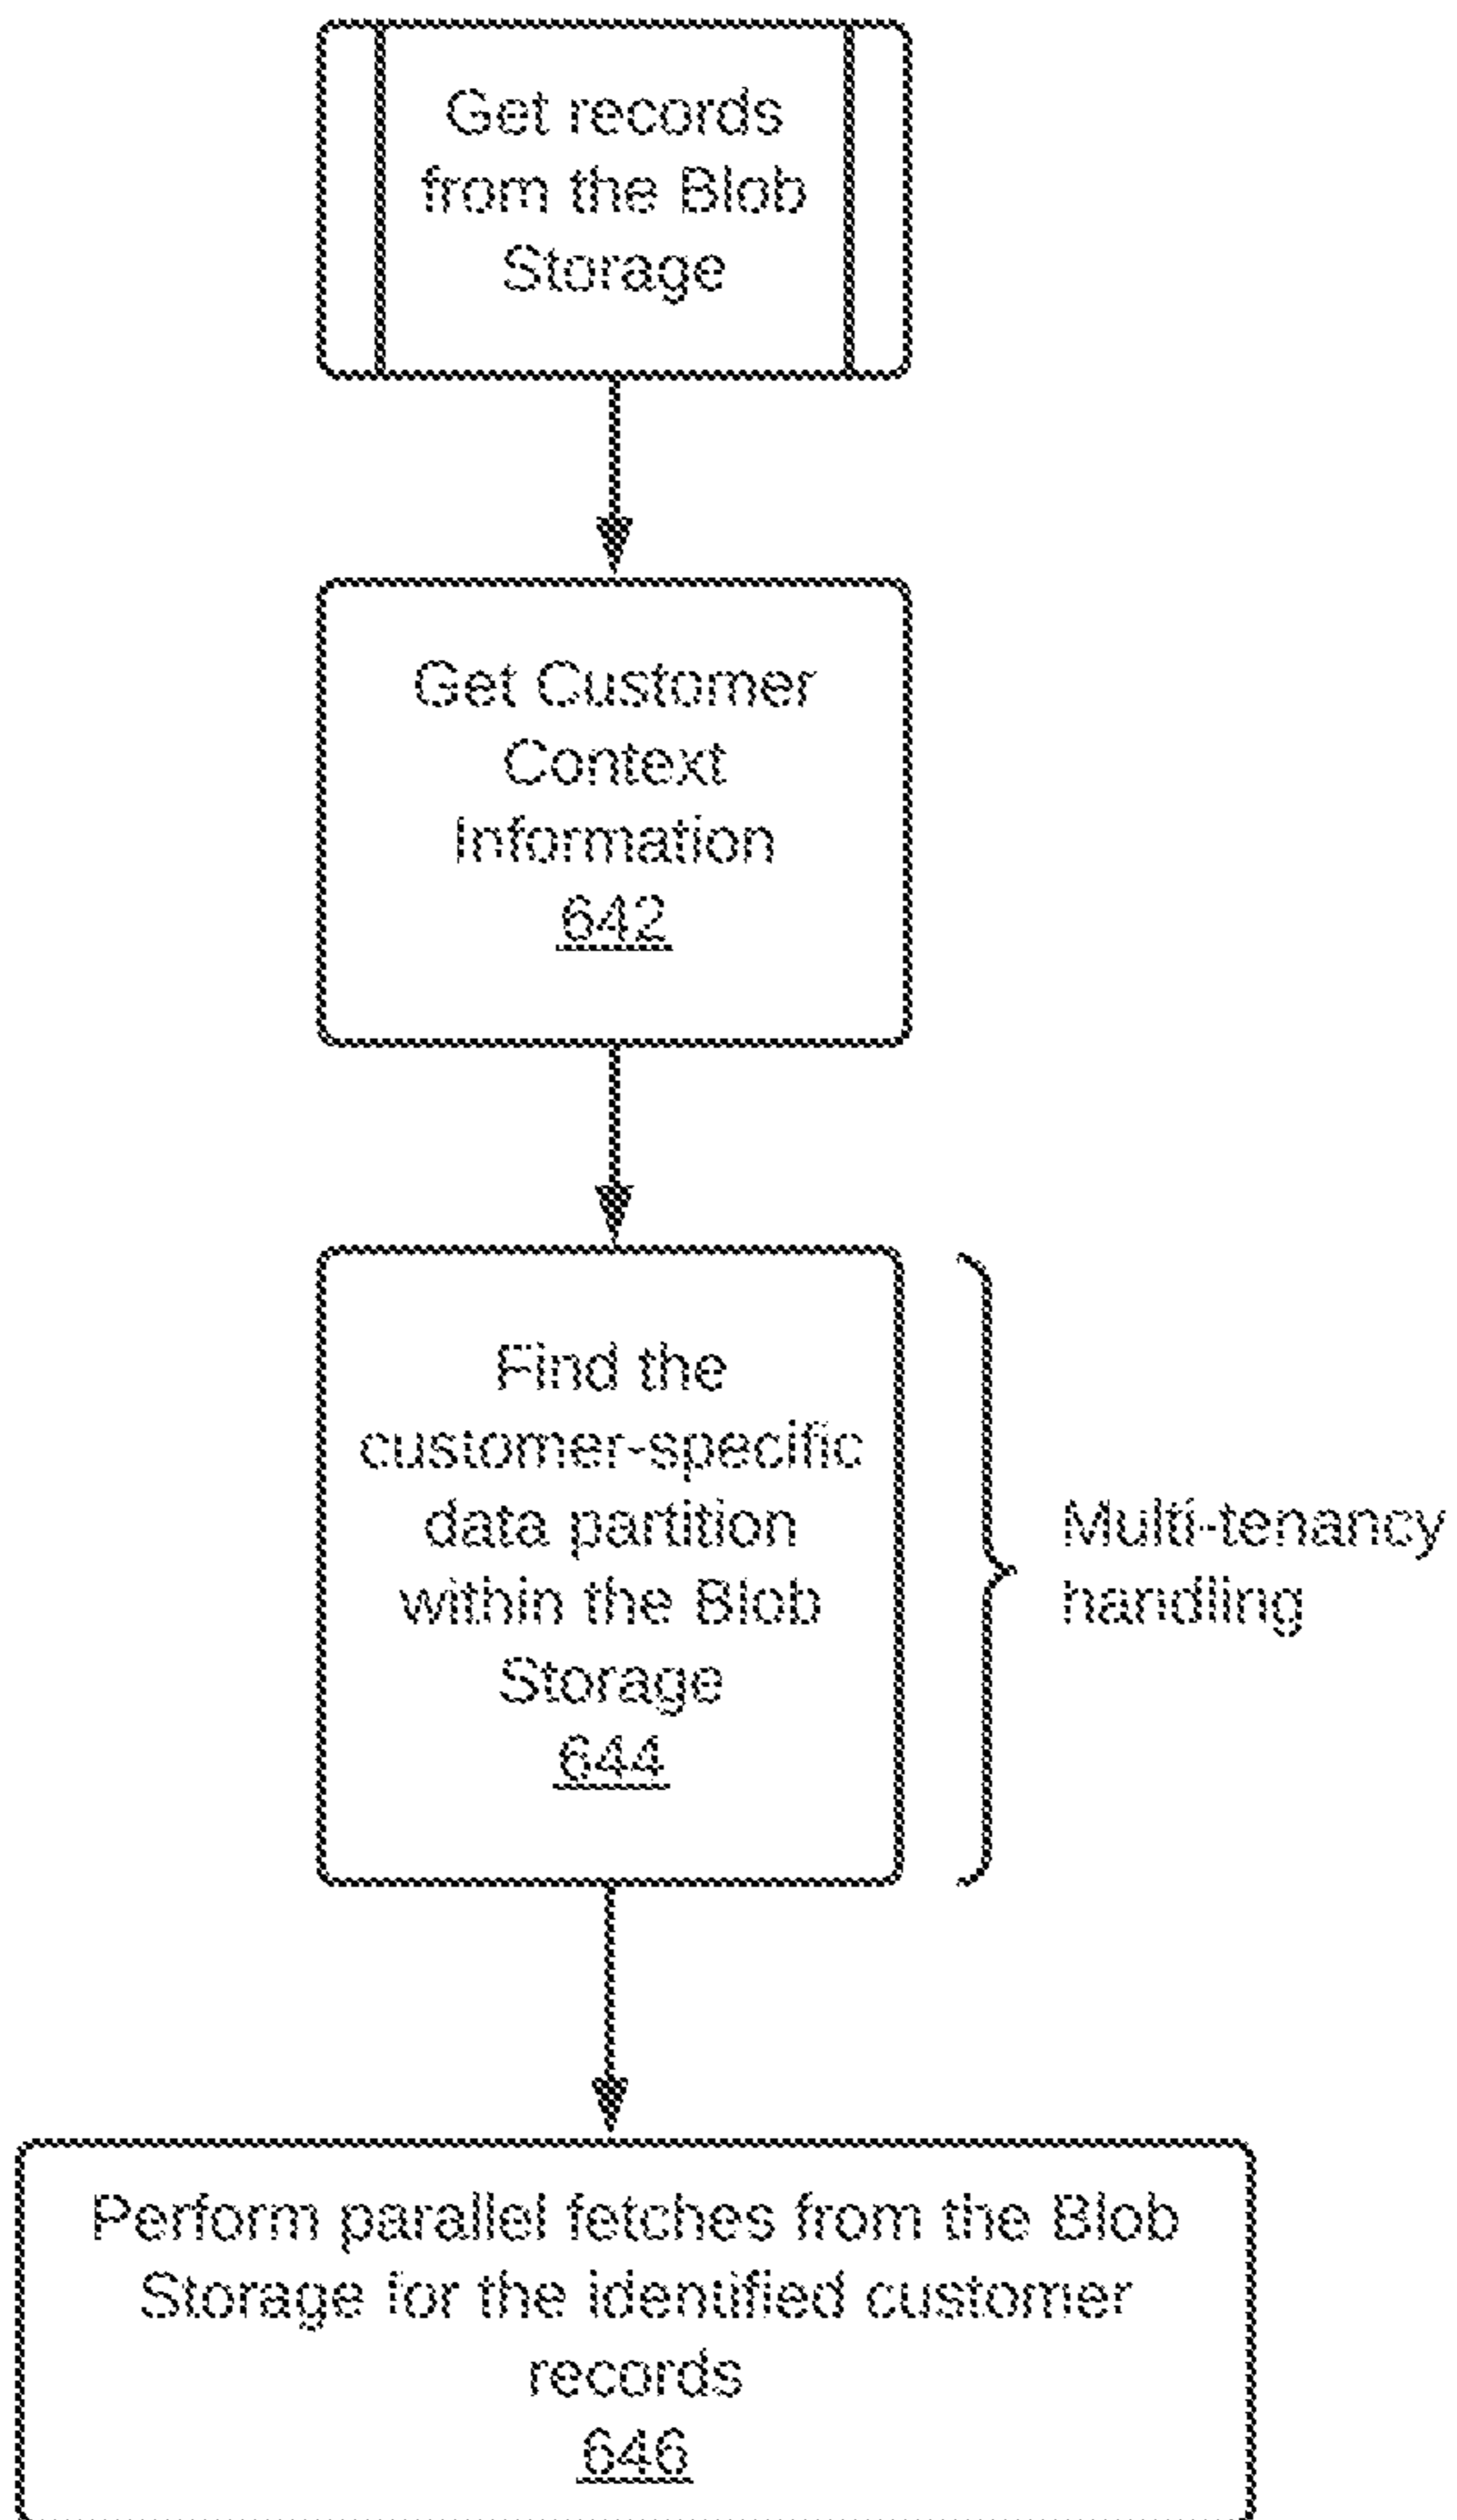 Get records
from the Blob
Storage
Get Customer
Context
Information
642
Find the
customer-specific
data partition
within the Blob
Storage
644
Multi-tenancy
handling
Perform parallel fetches from the Blob
Storage for the identified customer
records
646